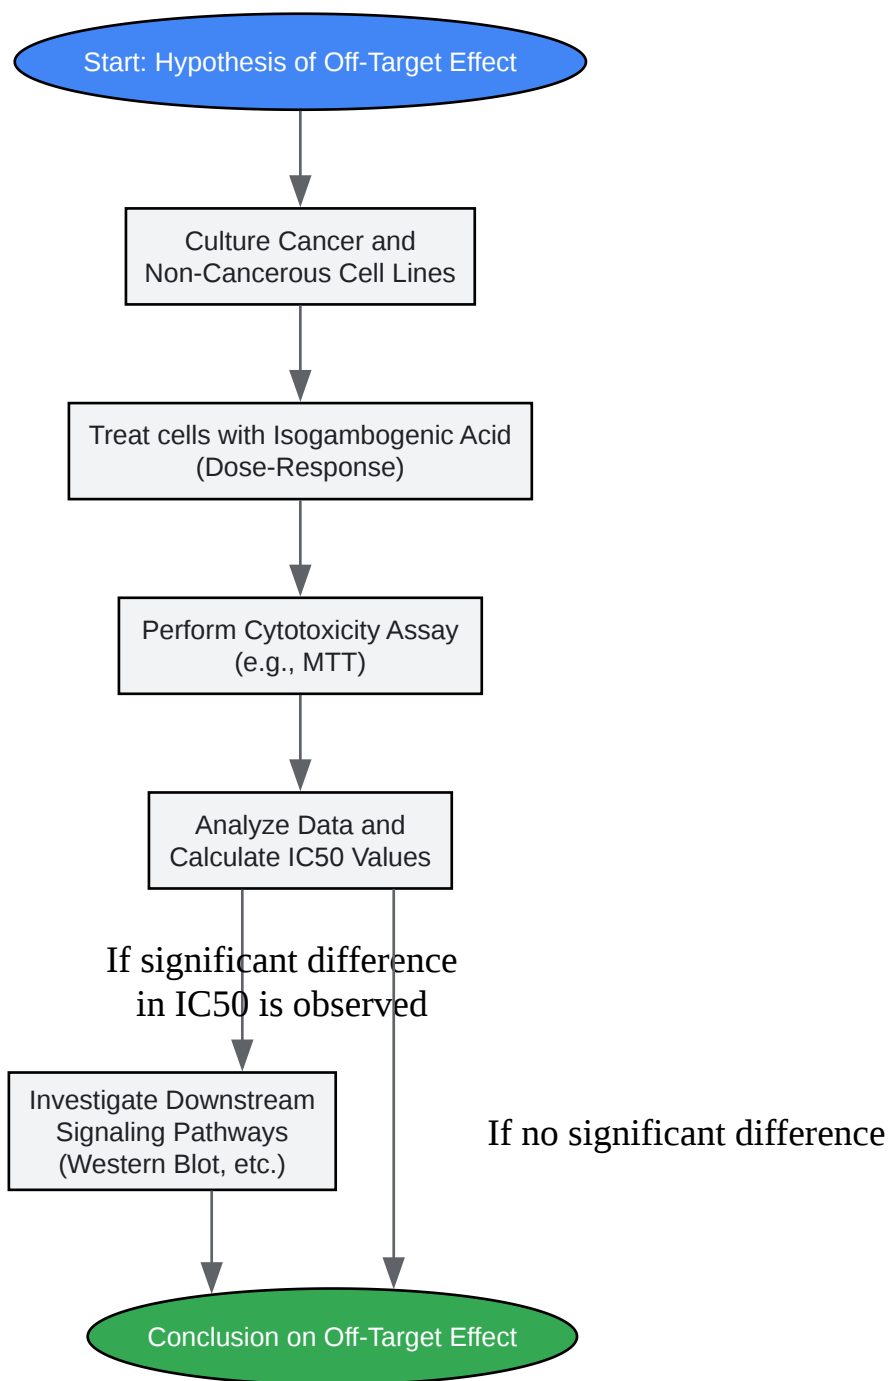 Start: Hypothesis of Off-Target Effect
Culture Cancer and
Non-Cancerous Cell Lines
Treat cells with Isogambogenic Acid
(Dose-Response)
Perform Cytotoxicity Assay
(e.g., MTT)
Analyze Data and
Calculate IC50 Values
If significant difference
in IC50 is observed
Investigate Downstream
Signaling Pathways
(Western Blot, etc.)
If no significant difference
Conclusion on Off-Target Effect